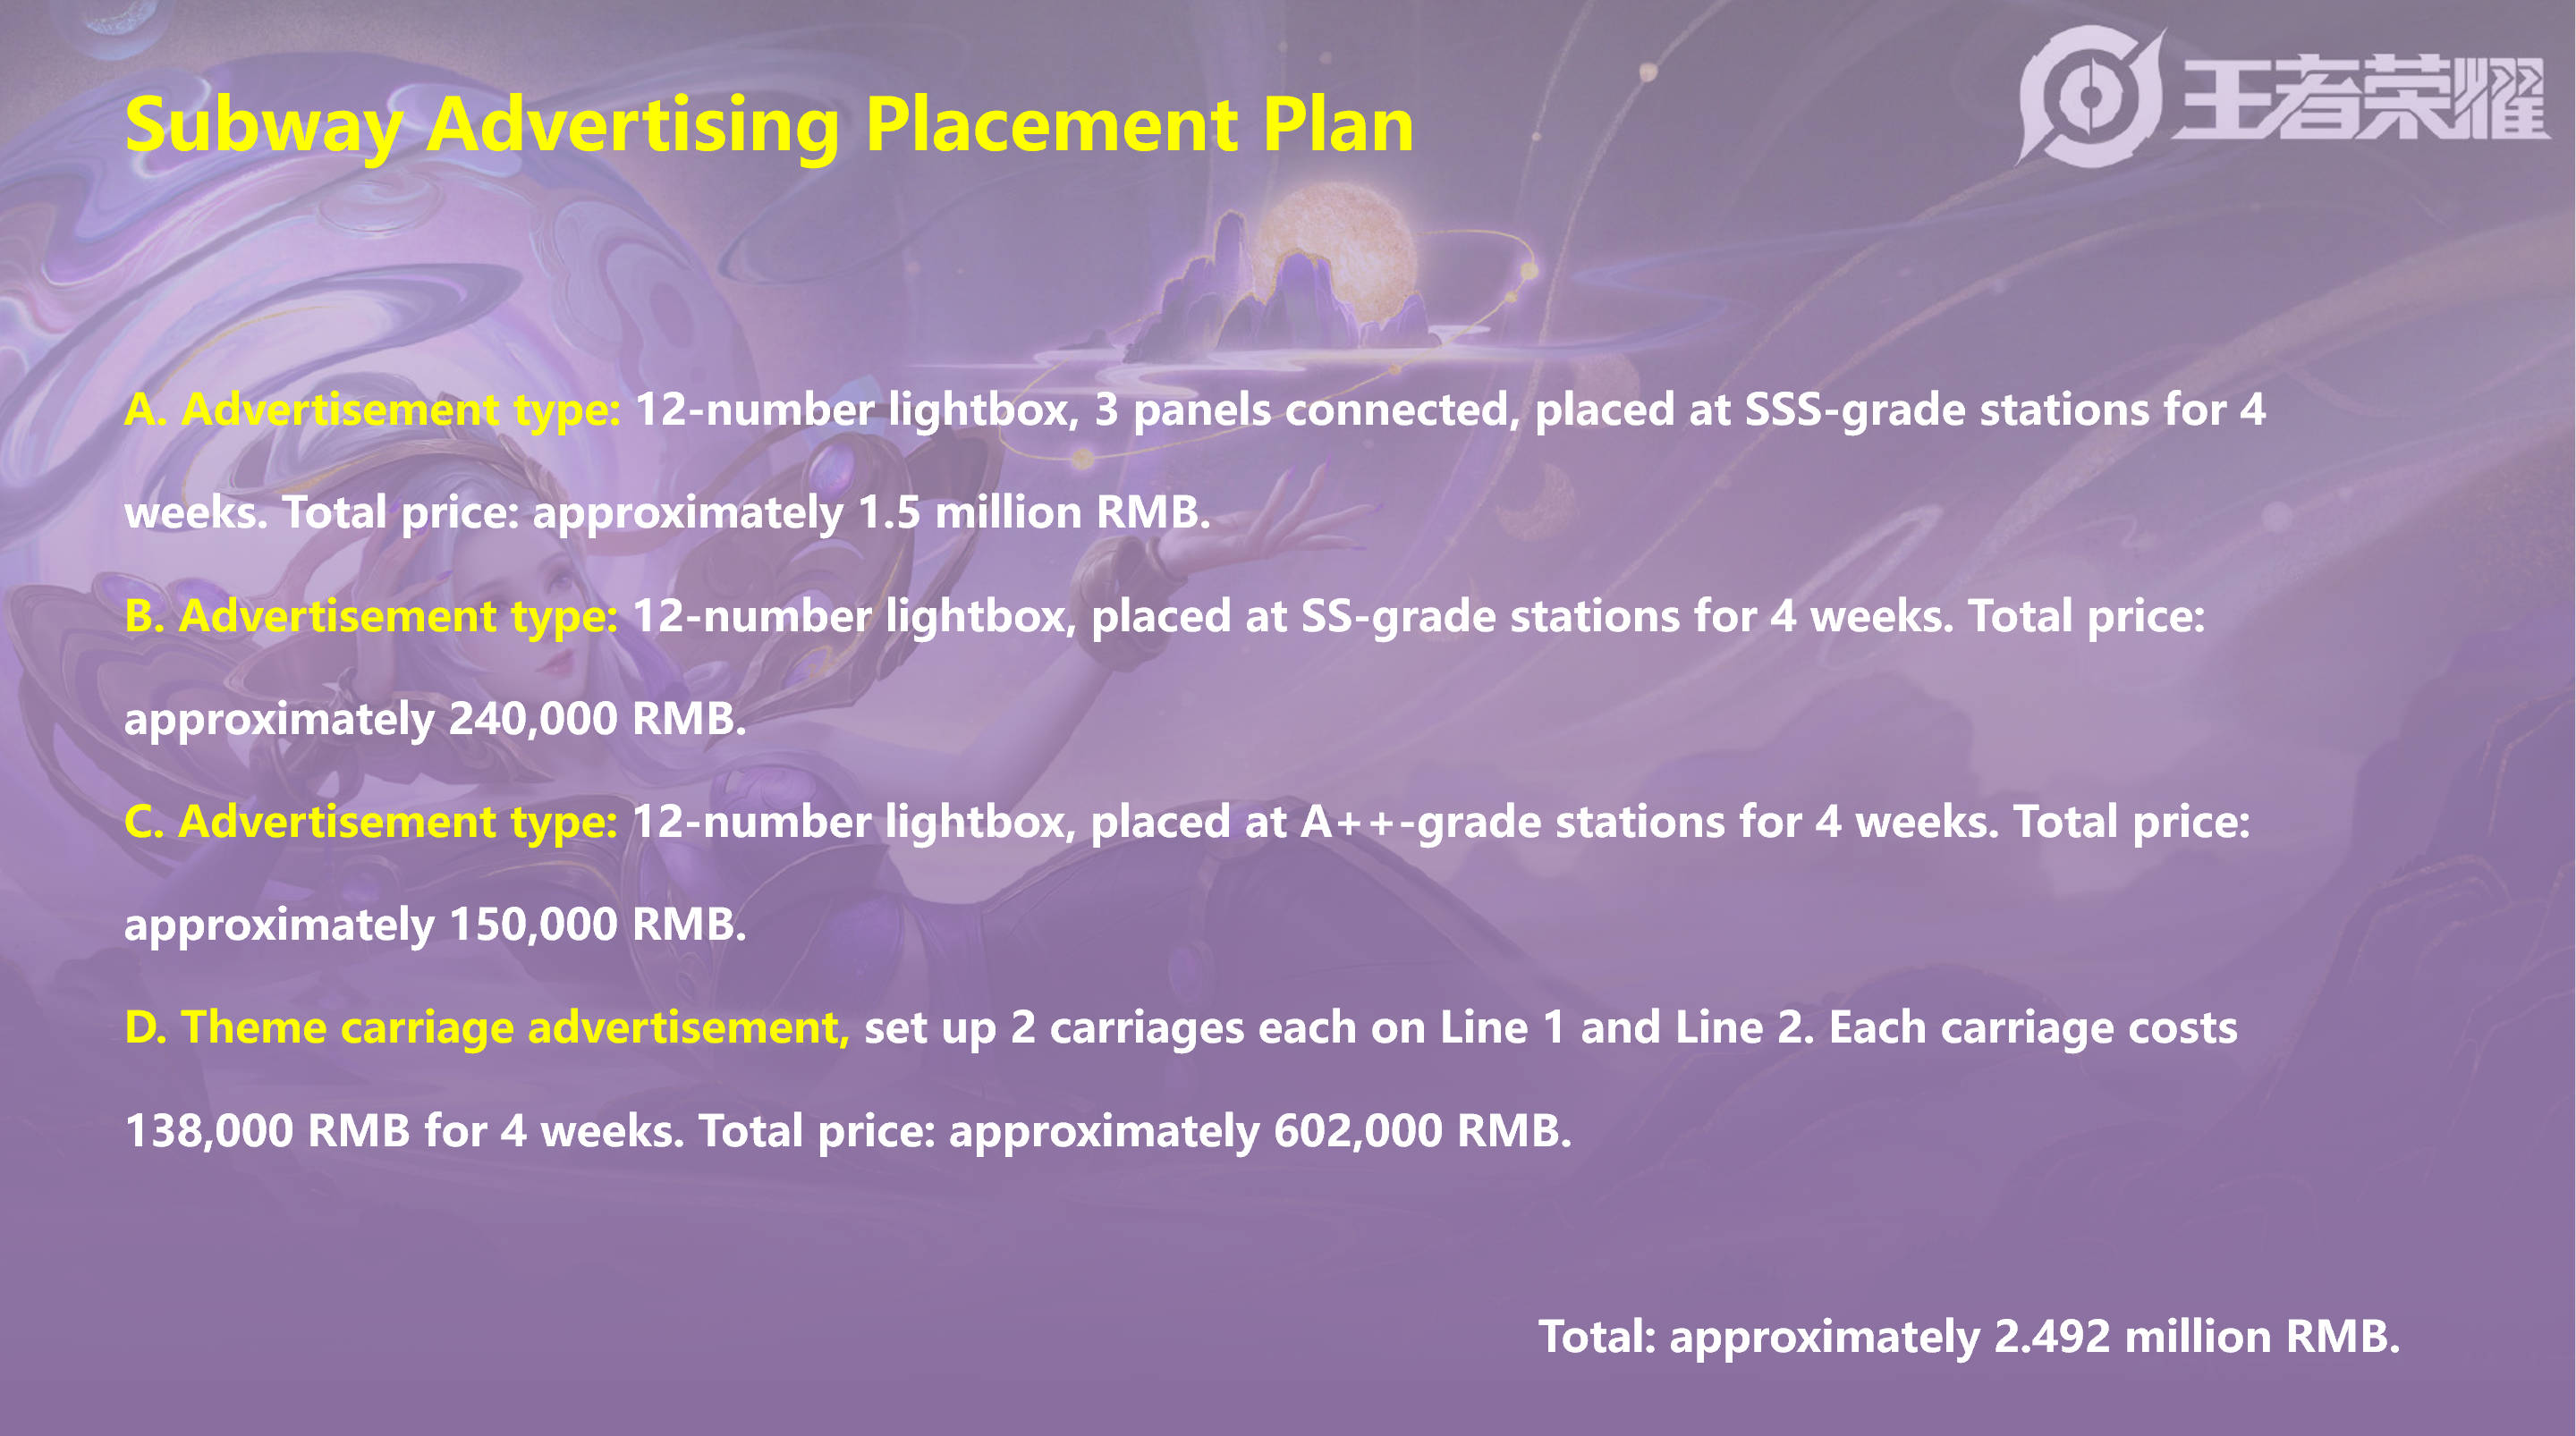 王者荣耀
Subway Advertising Placement Plan
A. Advertisement type: 12-number lightbox, 3 panels connected, placed at SSS-grade stations for 4
weeks. Total price: approximately 1.5 million RMB.
B. Advertisement type: 12-number lightbox, placed at SS-grade stations for 4 weeks. Total price:
approximately 240,000 RMB.
C. Advertisement type: 12-number lightbox, placed at A++-grade stations for 4 weeks. Total price:
approximately 150,000 RMB.
D. Theme carriage advertisement, set up 2 carriages each on Line 1 and Line 2. Each carriage costs
138,000 RMB for 4 weeks. Total price: approximately 602,000 RMB.
Total: approximately 2.492 million RMB.